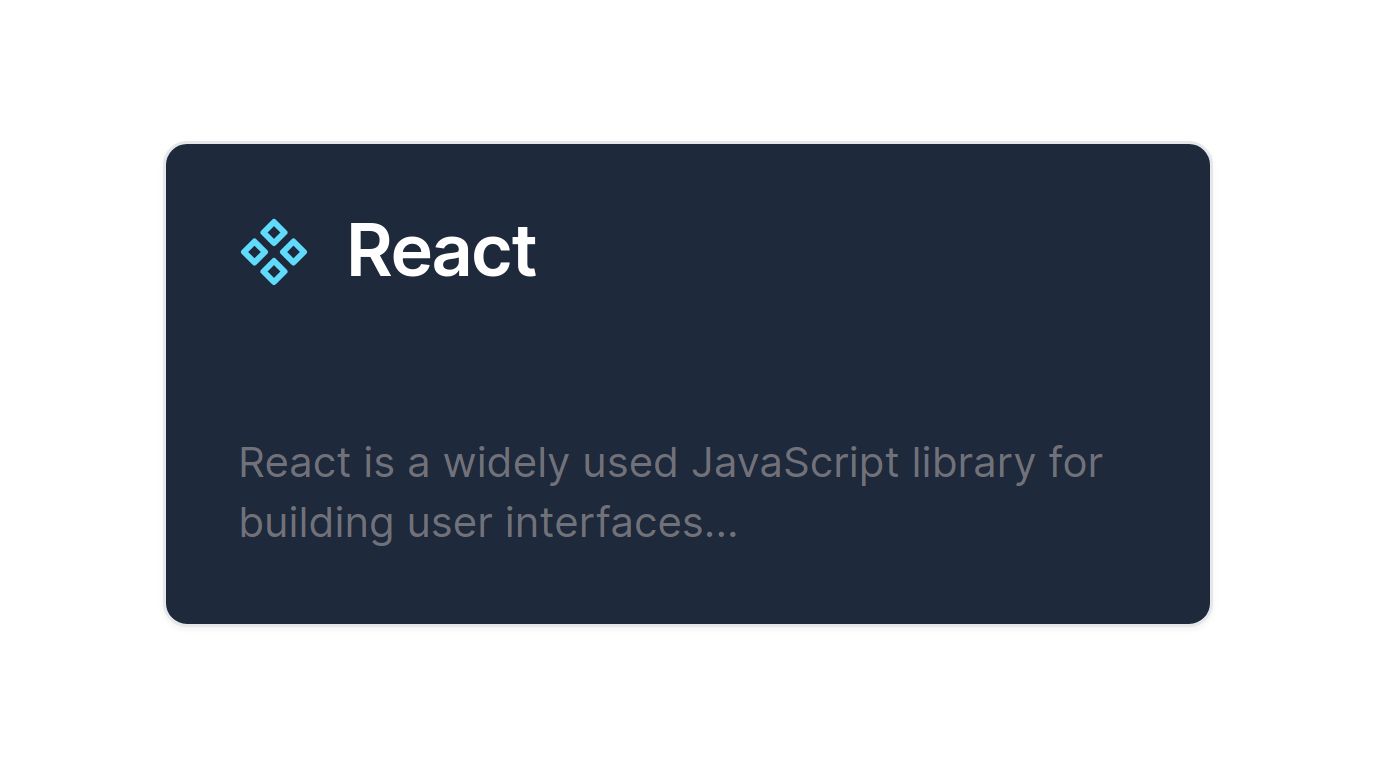 React
React is a widely used JavaScript library for
building user interfaces...